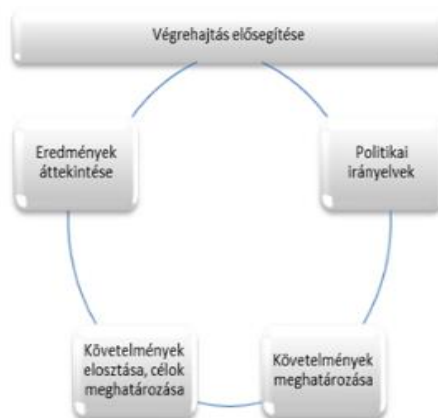 Végrehajtás elősegítése
Eredmények
áttekintése
Politikai
irányelvek
Követelmények
elosztása, célok
meghatározása
Követelmények
meghatározása